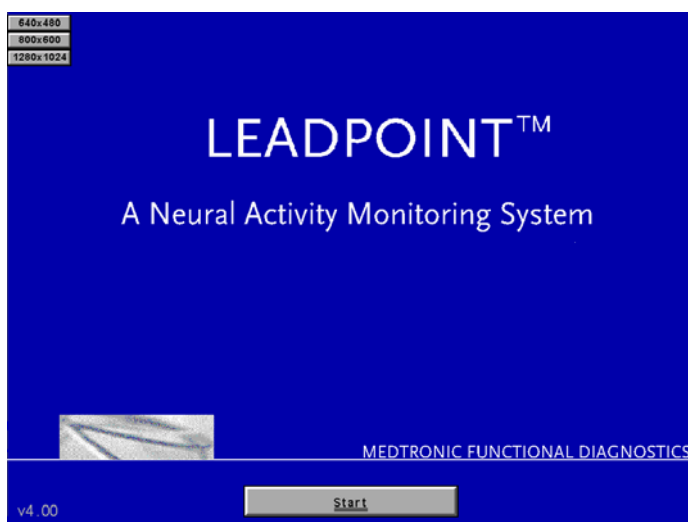 640x480
800x600
1280x1024
LEADPOINT™
A Neural Activity Monitoring System
MEDTRONIC FUNCTIONAL DIAGNOSTICS
v4.00
Start